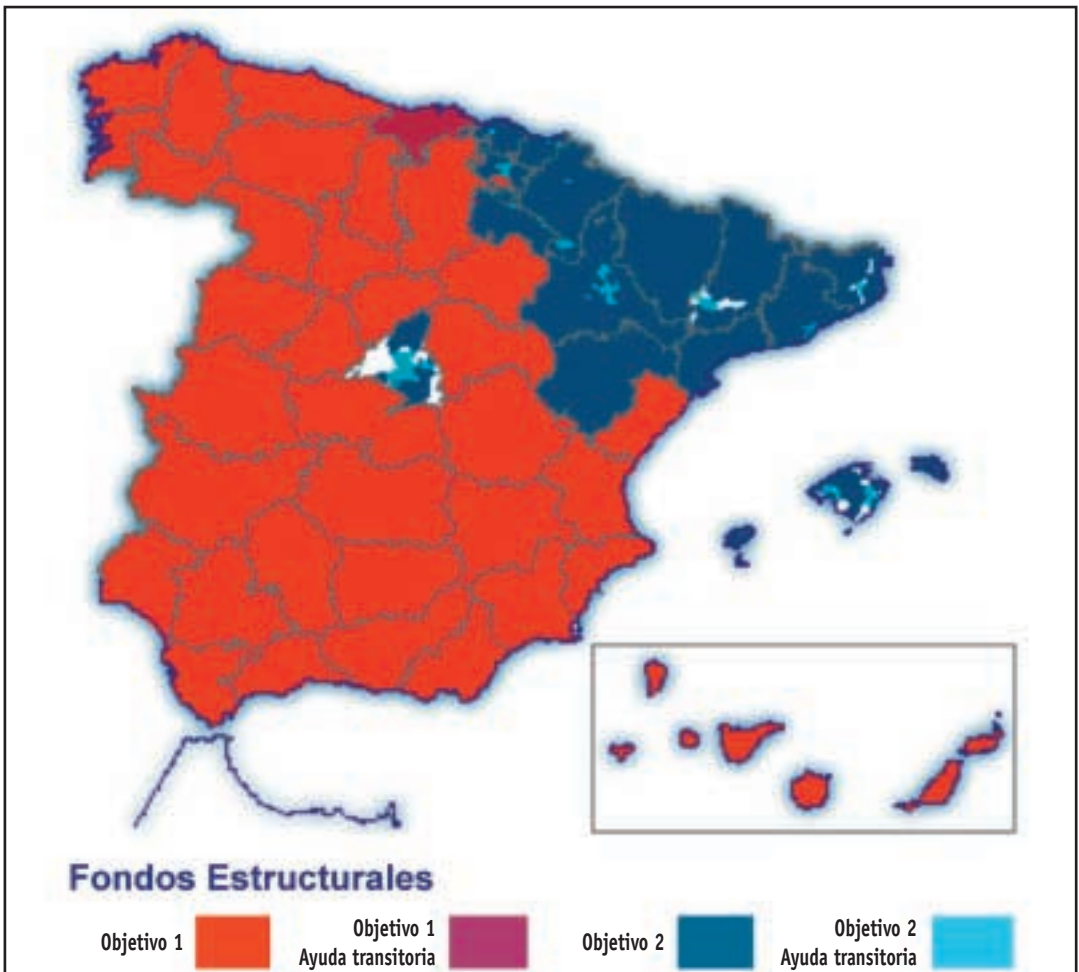 Fondos Estructurales
Objetivo 1
Objetivo 1
Ayuda transitoria
Objetivo 2
Objetivo 2
Ayuda transitoria